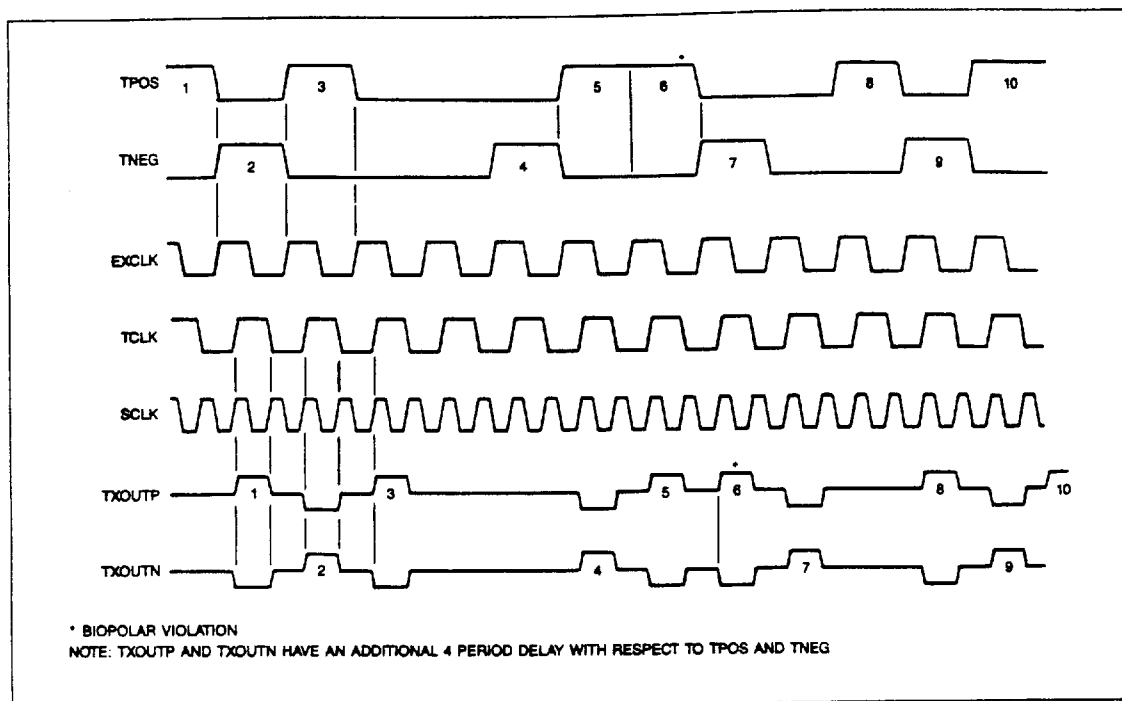 *
TPOS 1 3 5 6 8 10
TNEG 2 4 7 9
EXCLK
TCLK
SCLK
*
TXOUTP 1 3 5 6 8 10
TXOUTN 2 4 7 9
* BIOPOLAR VIOLATION
NOTE: TXOUTP AND TXOUTN HAVE AN ADDITIONAL 4 PERIOD DELAY WITH RESPECT TO TPOS AND TNEG